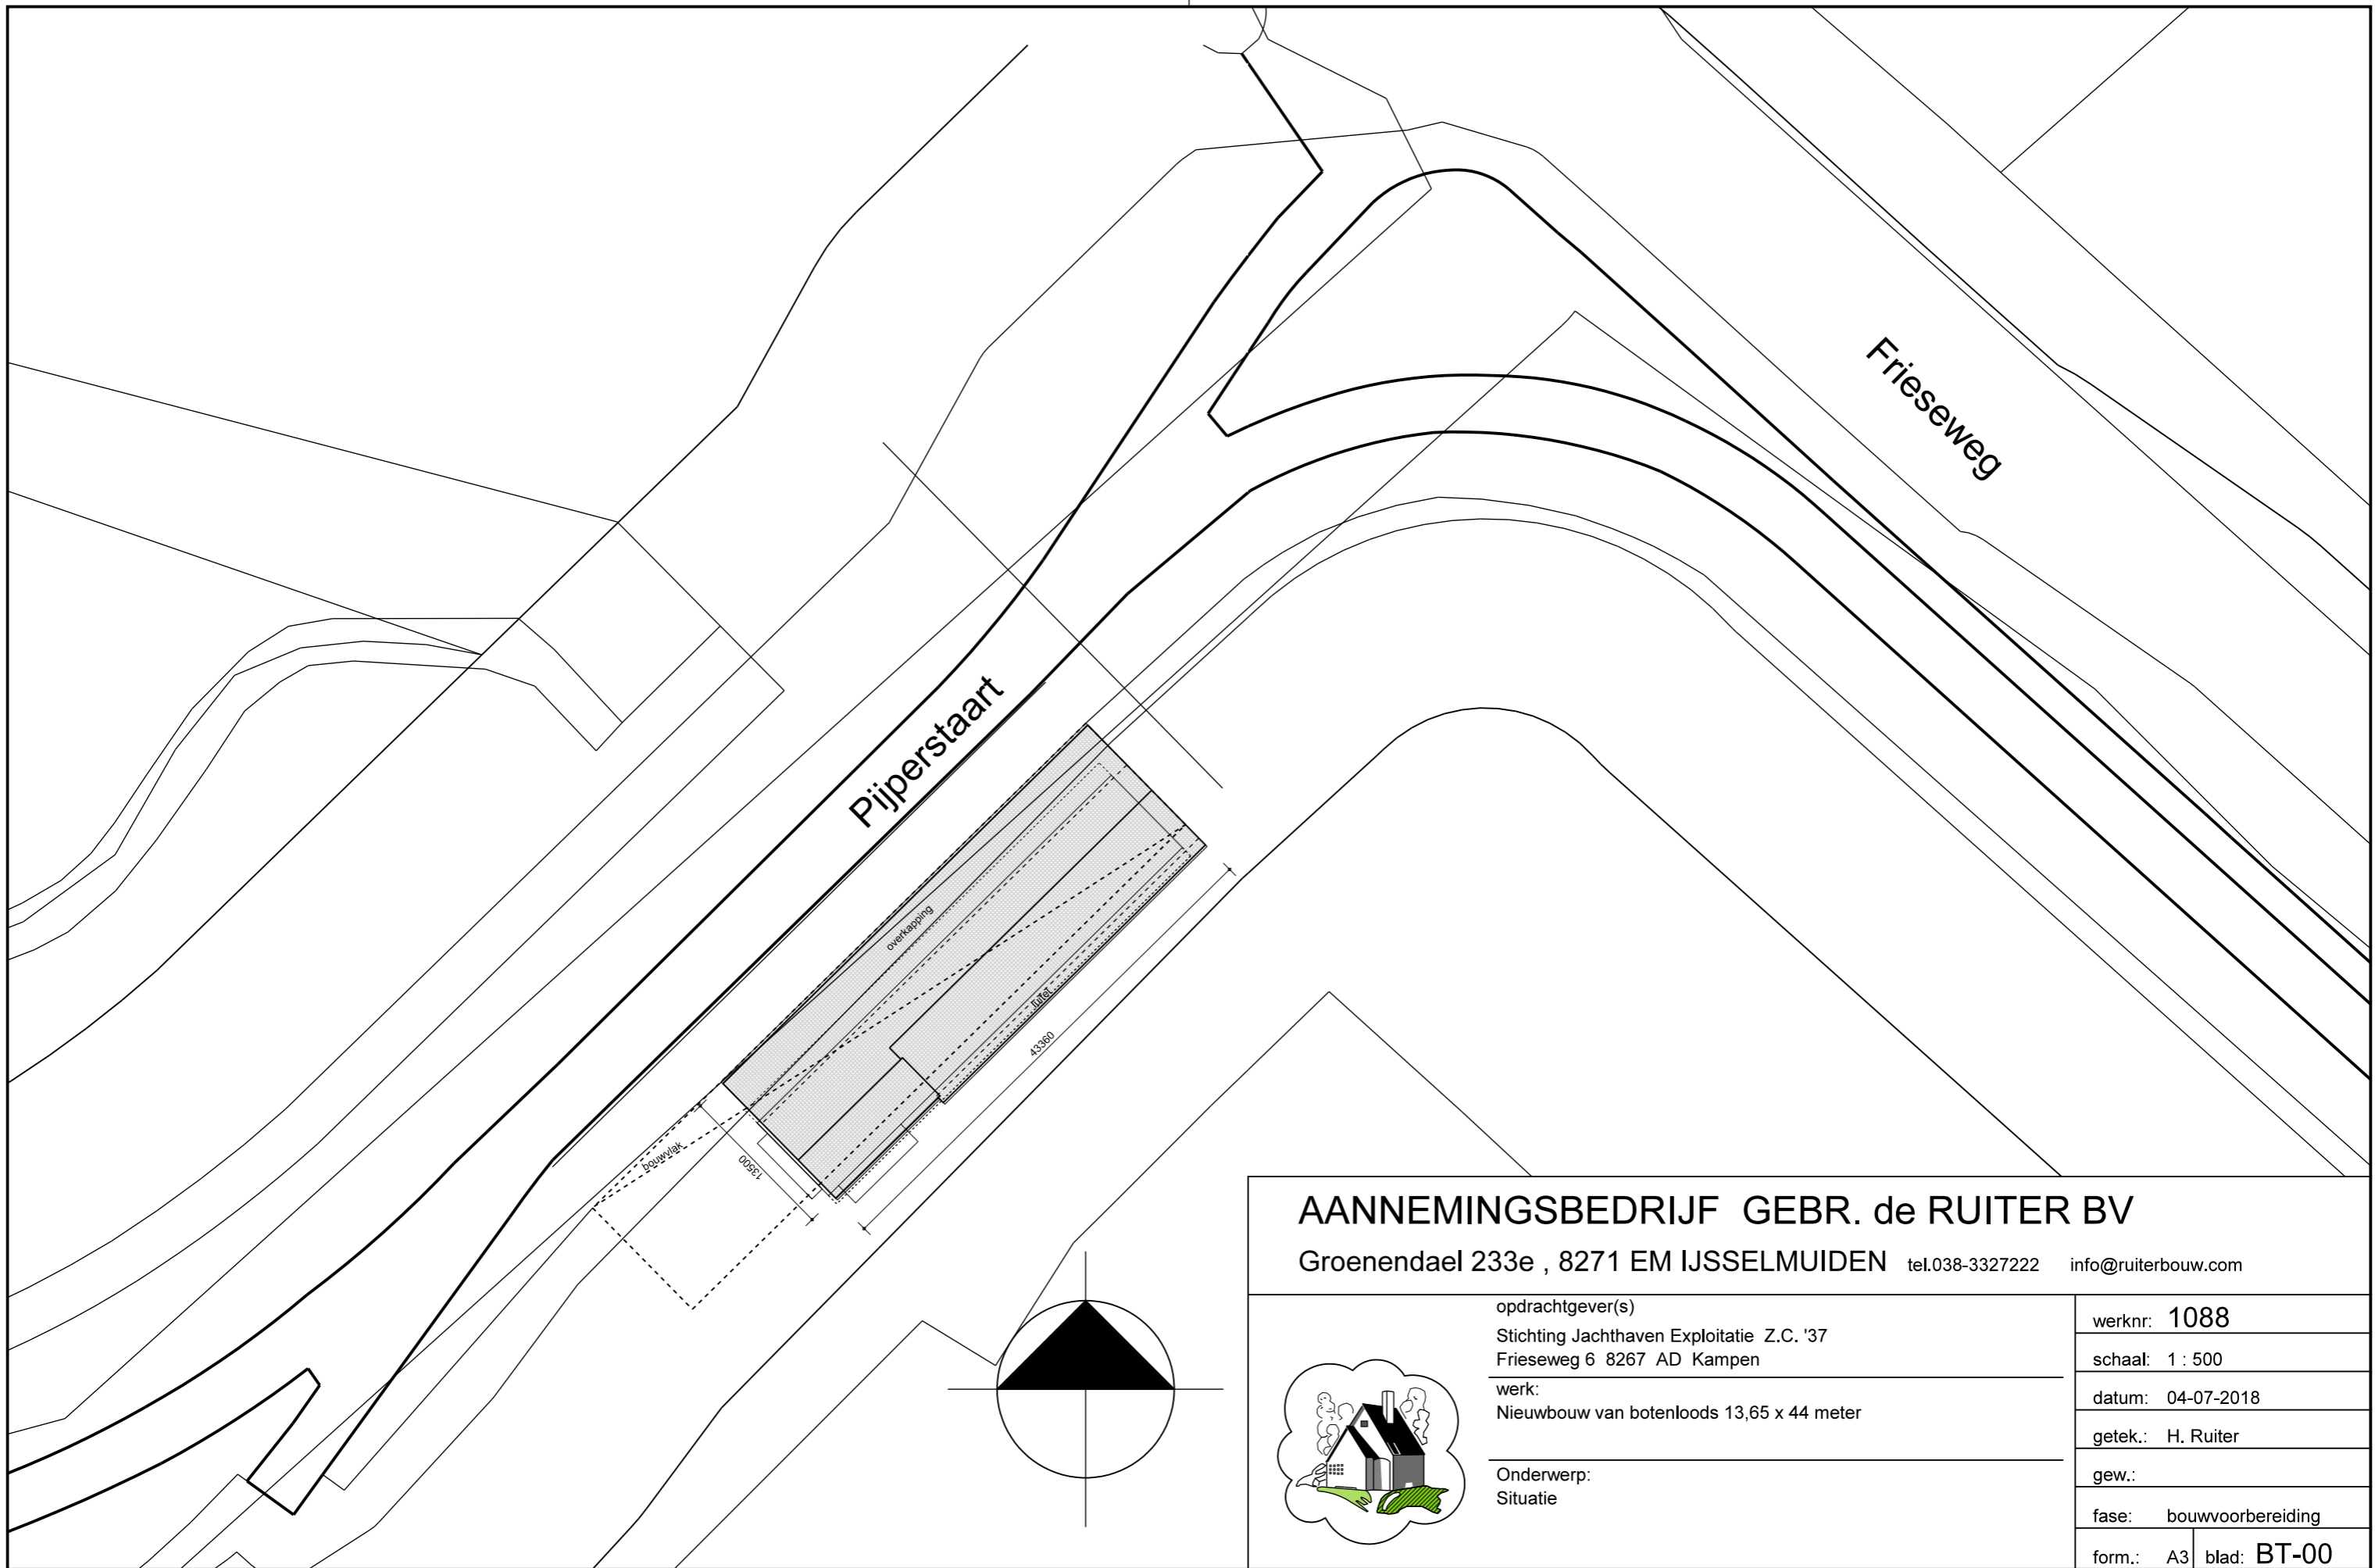 Frieseweg
Pijperstaart
overkapping
luifel
43360
bouwvlak
13500
AANNEMINGSBEDRIJF GEBR. de RUITER BV
Groenendael 233e , 8271 EM IJSSELMUIDEN tel.038-3327222 info@ruiterbouw.com
opdrachtgever(s)
Stichting Jachthaven Exploitatie Z.C. '37
Frieseweg 6 8267 AD Kampen
werk:
Nieuwbouw van botenloods 13,65 x 44 meter
Onderwerp:
Situatie
werknr: 1088
schaal: 1 : 500
datum: 04-07-2018
getek.: H. Ruiter
gew.:
fase: bouwvoorbereiding
form.: A3 blad: BT-00